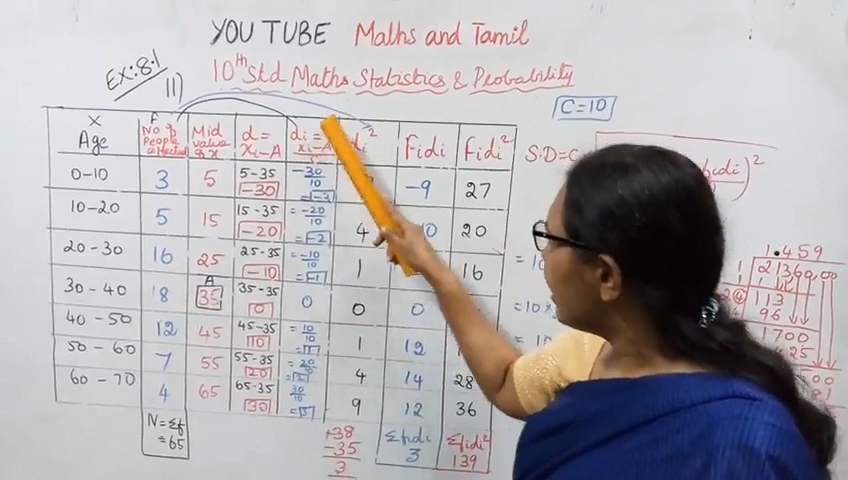 YOU TUBE Maths and Tamil
10th Std Maths Statistics & Probability
Ex:8.1
11)
C=10
x Age
F No of People affected
Mid value of x
d = xi-A
di = xi-A
di²
Fidi
Fidi²
S.D=C
0-10 3 5 5-35 -30 = -30/10 = -3 -9 27
10-20 5 15 15-35 -20 = -20/10 = -2 4 20
20-30 16 25 25-35 -10 = -10/10 = -1 1 16
30-40 18 A 35 35-35 0 0 0 0
40-50 12 45 45-35 10 = 10/10 = 1 1 12
50-60 7 55 55-35 20 = 20/10 = 2 4 14 28
60-70 4 65 65-35 30 30/10 = 3 9 12 36
N = Σf = 65
+38
-35
3
Σfidi 3
Σfidi² 139
1.459
1 2.136000
113
96
1700